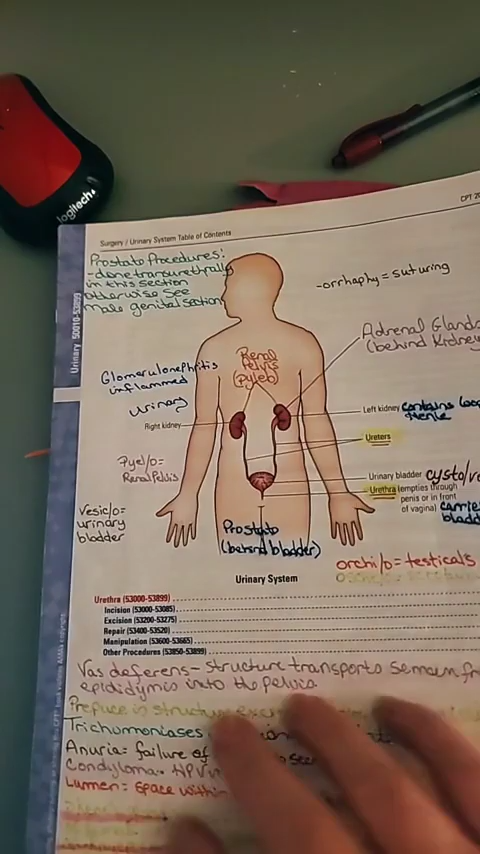 logitech
CPT
Surgery / Urinary System Table of Contents
Urinary 50010-53899
Prostate Procedures:
-done transurethrally
in this section
otherwise see
male genital section
-orrhaphy = suturing
Adrenal Glands
(behind kidney
Renal
Pelvis
(pyelo)
Glomerulonephritis
inflammed
urinary
Left kidney contains loop
Right kidney
Ureters
Pyel/o=
Renal Pelvis
Urinary bladder cysto/
Urethra (empties through
penis or in front
of vagina)
Vesic/o=
urinary
bladder
Prostate
(behind bladder)
orchi/o= testicals
Urinary System
Urethra (53000-53899)
Incision (53000-53085)
Excision (53200-53275)
Repair (53400-53520)
Manipulation (53600-53665)
Other Procedures (53850-53899)
Vas deferens- structure transports semen
epididymis into the pelvis
Prepuce is structure
Trichomoniases
Anuria= failure of
Condyloma- HPV
Lumen= space within